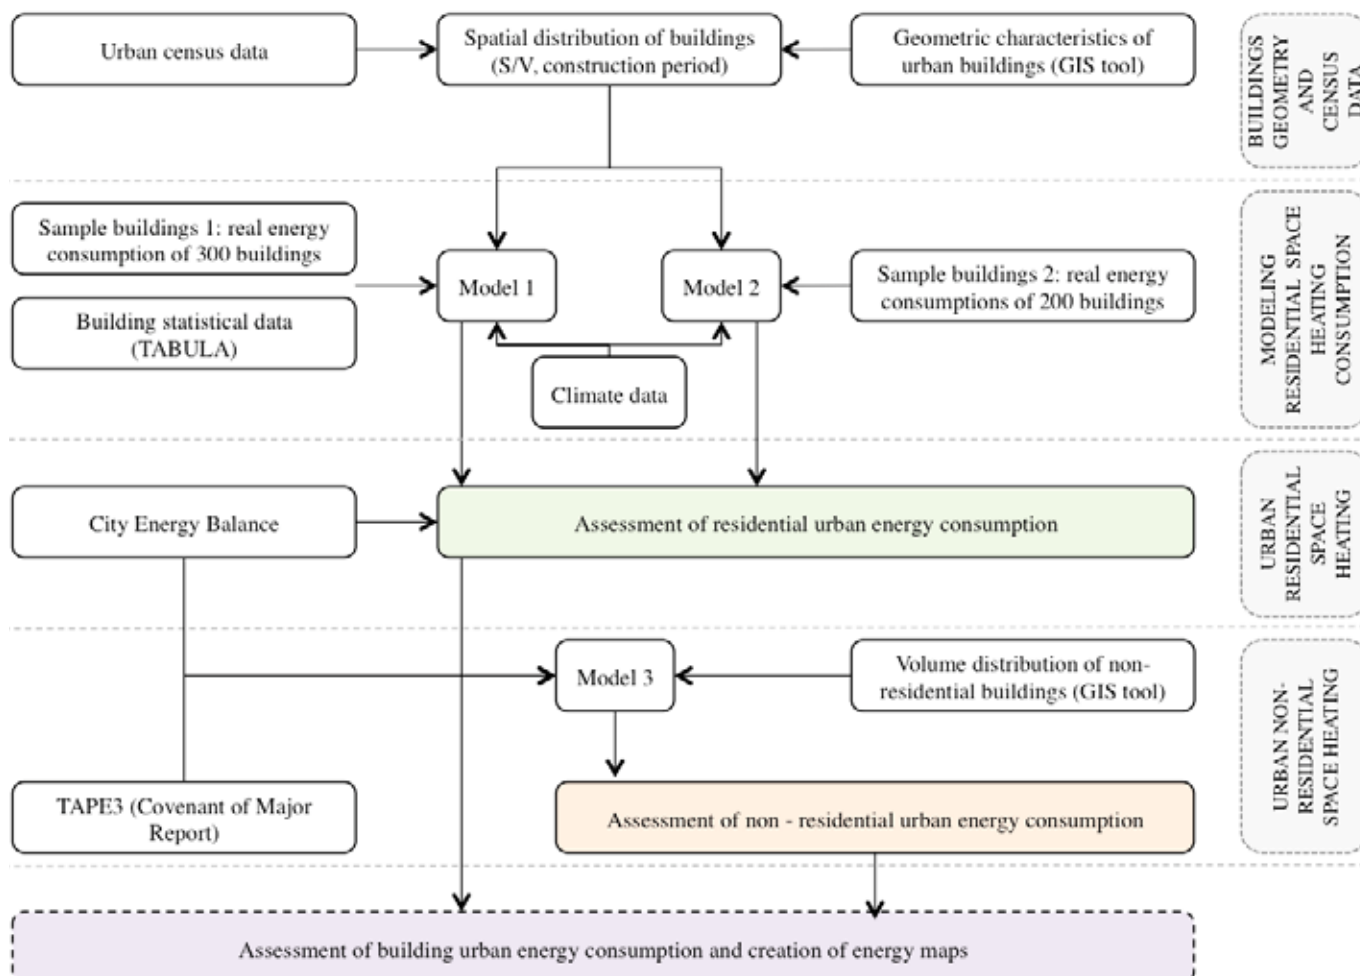 Urban census data
Spatial distribution of buildings
(S/V, construction period)
Geometric characteristics of
urban buildings (GIS tool)
BUILDINGS
GEOMETRY
AND
CENSUS
DATA
Sample buildings 1: real energy
consumption of 300 buildings
Building statistical data
(TABULA)
Model 1
Model 2
Sample buildings 2: real energy
consumptions of 200 buildings
Climate data
MODELING
RESIDENTIAL SPACE
HEATING
CONSUMPTION
City Energy Balance
Assessment of residential urban energy consumption
URBAN
RESIDENTIAL
SPACE
HEATING
Model 3
Volume distribution of non-
residential buildings (GIS tool)
TAPE3 (Covenant of Major
Report)
Assessment of non - residential urban energy consumption
URBAN NON-
RESIDENTIAL
SPACE HEATING
Assessment of building urban energy consumption and creation of energy maps